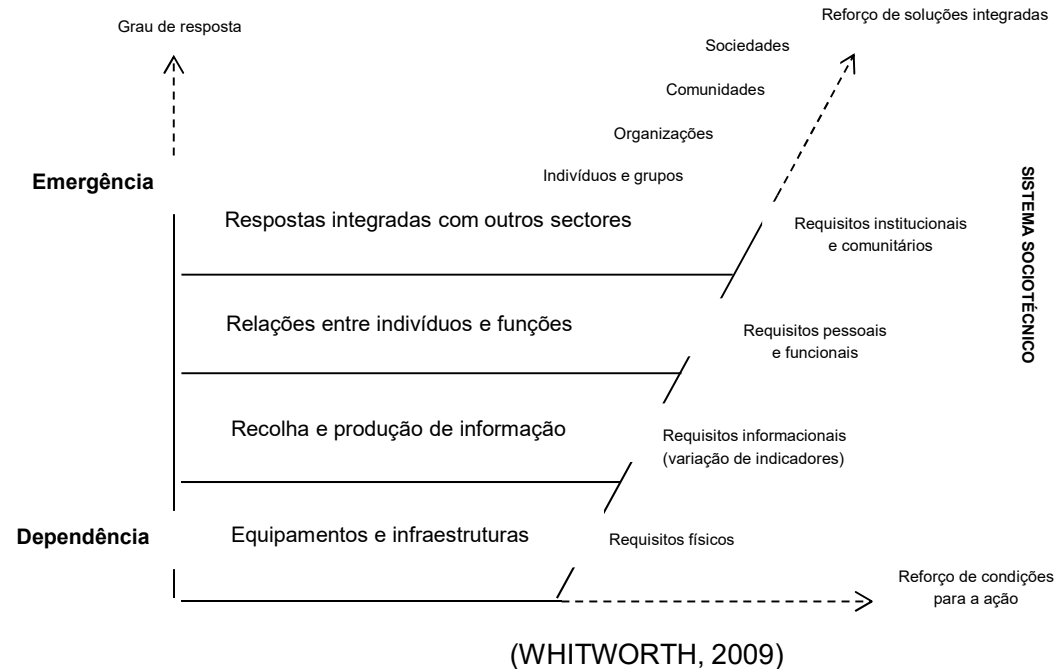 Reforço de soluções integradas
Grau de resposta
Sociedades
Comunidades
Organizações
Indivíduos e grupos
Emergência
Respostas integradas com outros sectores
Requisitos institucionais
e comunitários
SISTEMA SOCIOTÉCNICO
Relações entre indivíduos e funções
Requisitos pessoais
e funcionais
Recolha e produção de informação
Requisitos informacionais
(variação de indicadores)
Dependência
Equipamentos e infraestruturas
Requisitos físicos
Reforço de condições
para a ação
(WHITWORTH, 2009)